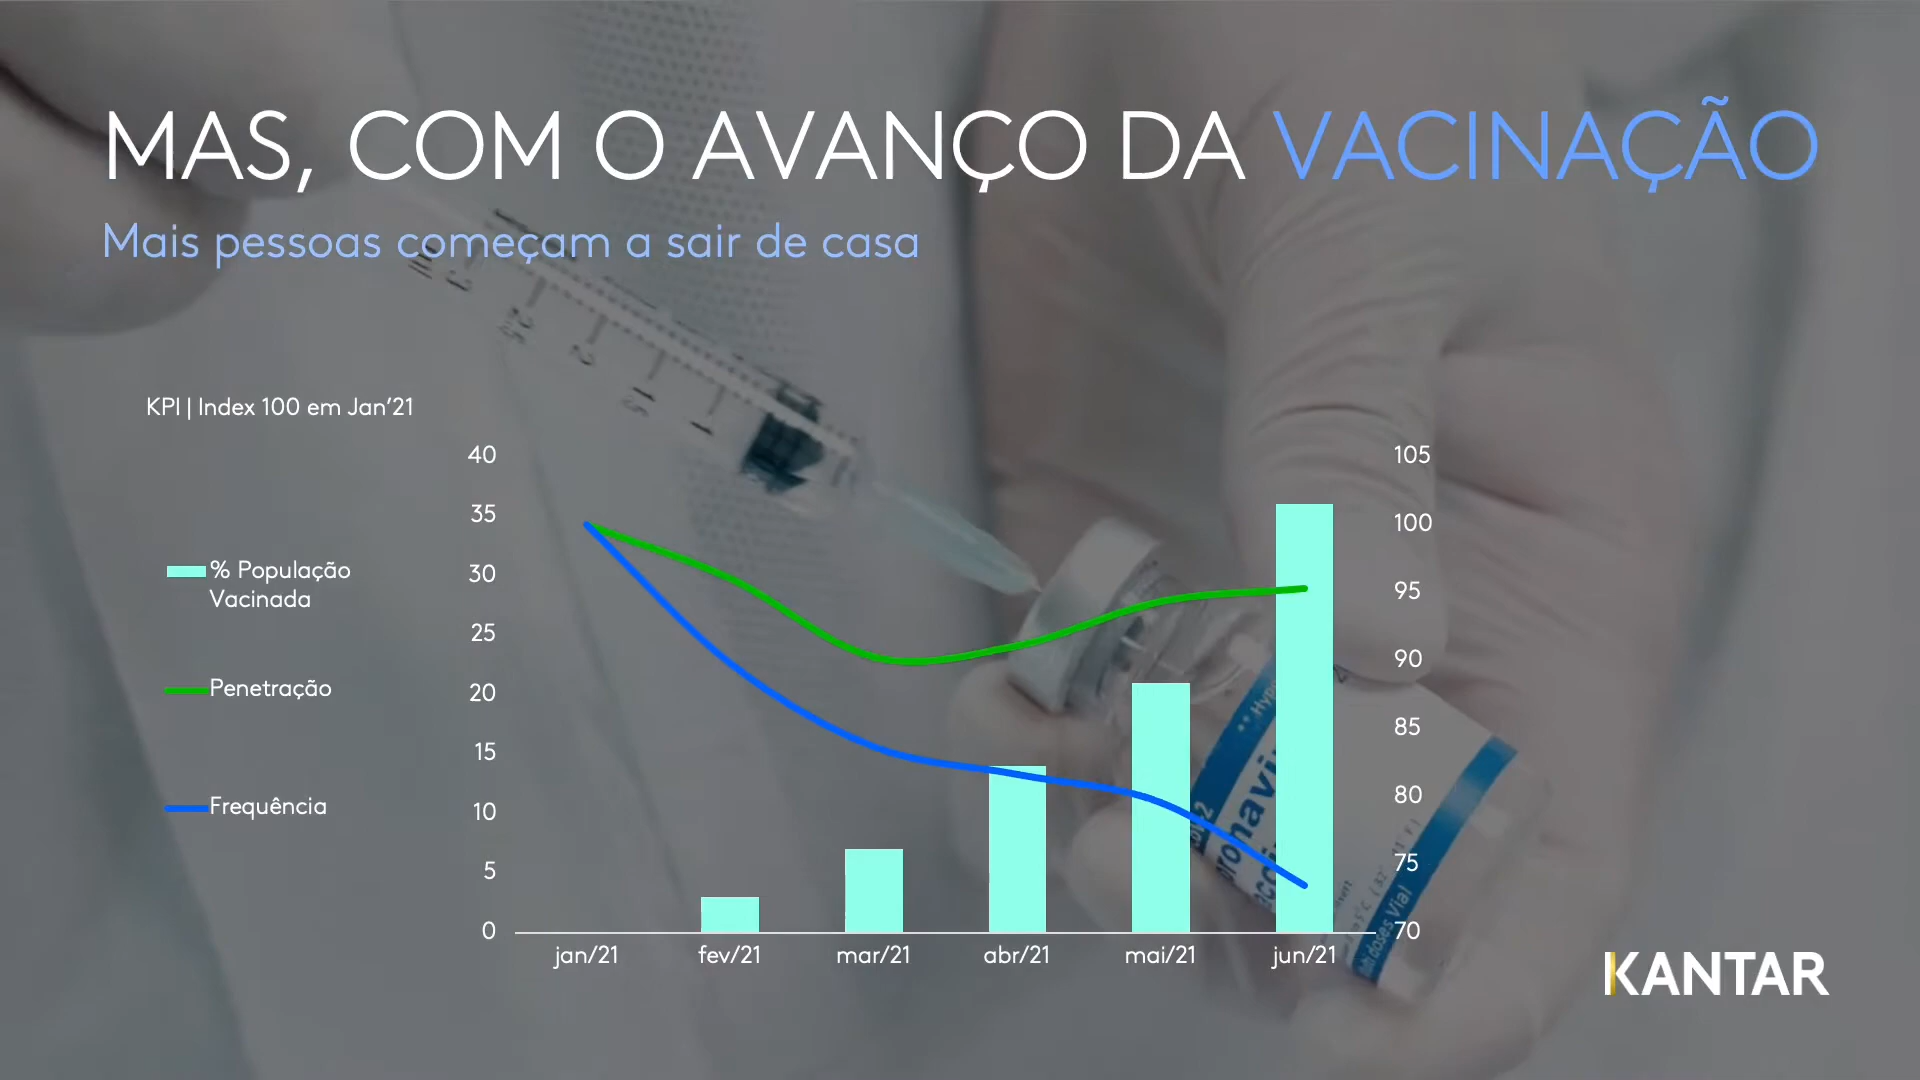 MAS, COM O AVANÇO DA VACINAÇÃO
Mais pessoas começam a sair de casa
KPI | Index 100 em Jan'21
% População
Vacinada
Penetração
Frequência
40
35
30
25
20
15
10
5
0
105
100
95
90
85
80
75
70
jan/21
fev/21
mar/21
abr/21
mai/21
jun/21
KANTAR